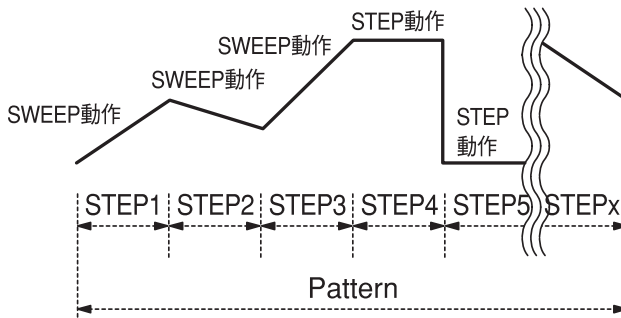 STEP動作
SWEEP動作
SWEEP動作
SWEEP動作
STEP
動作
STEP1
STEP2
STEP3
STEP4
STEP5
STEPx
Pattern